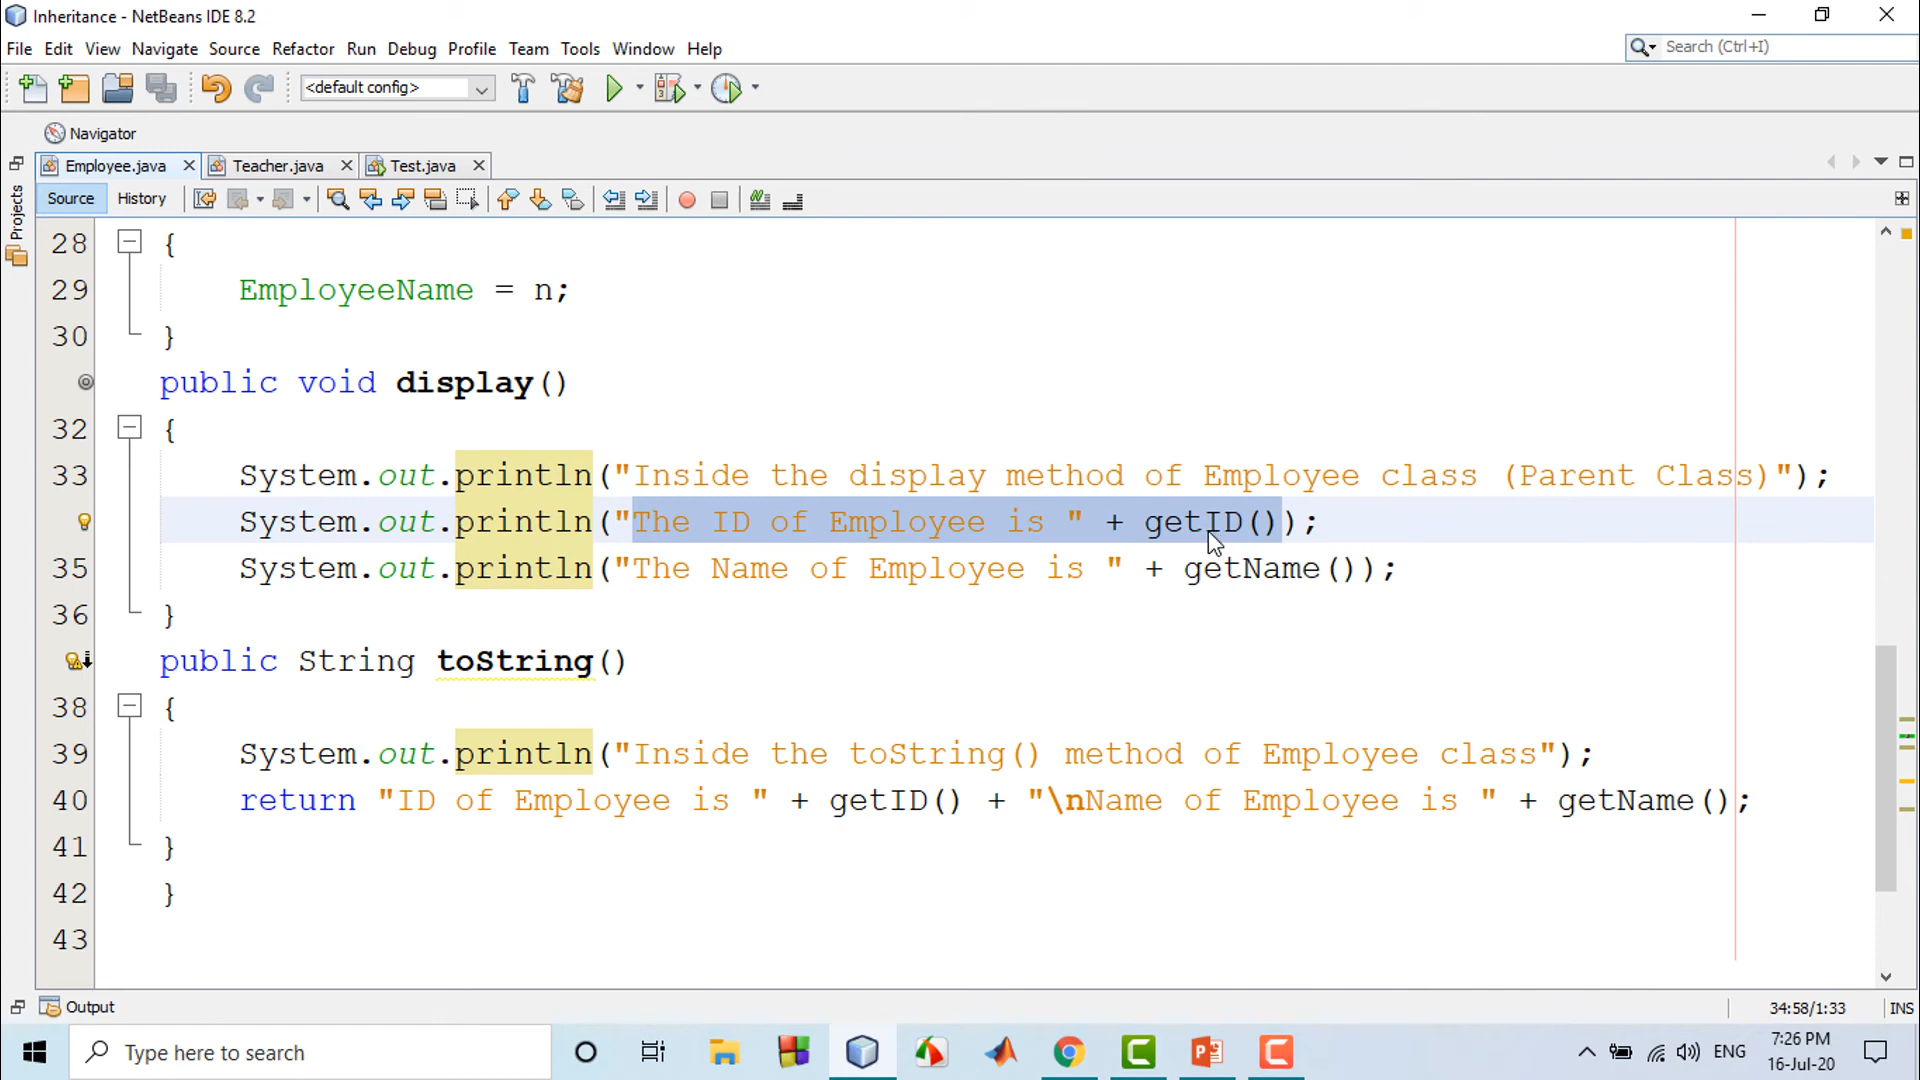 Inheritance - NetBeans IDE 8.2
File Edit View Navigate Source Refactor Run Debug Profile Team Tools Window Help
Search (Ctrl+I)
<default config>
Navigator
Projects
Employee.java Teacher.java Test.java
Source History
28 {
29 EmployeeName = n;
30 }
public void display()
32 {
33 System.out.println("Inside the display method of Employee class (Parent Class)");
System.out.println("The ID of Employee is " + getID());
35 System.out.println("The Name of Employee is " + getName());
36 }
public String toString()
38 {
39 System.out.println("Inside the toString() method of Employee class");
40 return "ID of Employee is " + getID() + "\nName of Employee is " + getName();
41 }
42 }
43
Output
34:58/1:33 INS
Type here to search
ENG
7:26 PM
16-Jul-20